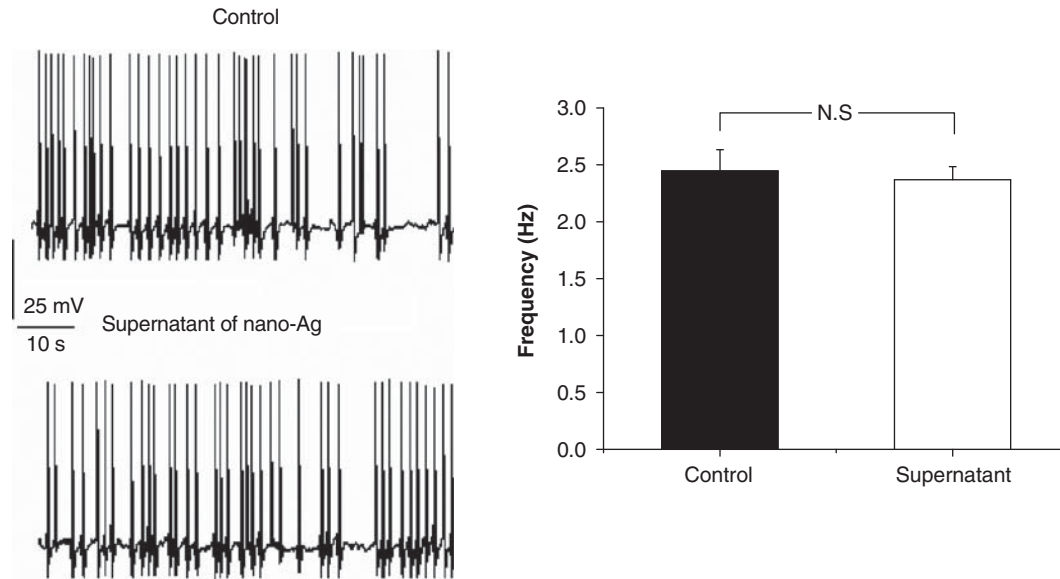 Control
25 mV
10 s
Supernatant of nano-Ag
N.S
3.0
2.5
2.0
1.5
1.0
0.5
0.0
Frequency (Hz)
Control
Supernatant